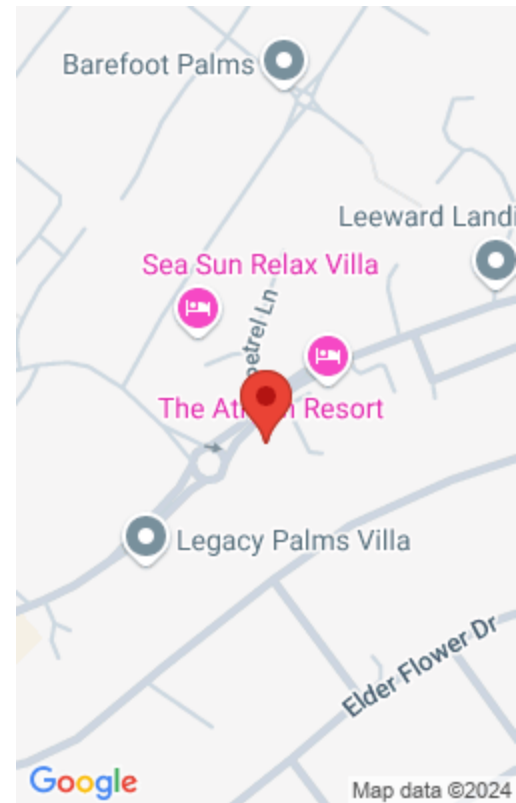 Barefoot Palms
Leeward Landi
Sea Sun Relax Villa
etrel Ln
The At Resort
Legacy Palms Villa
Elder Flower Dr
Google
Map data ©2024